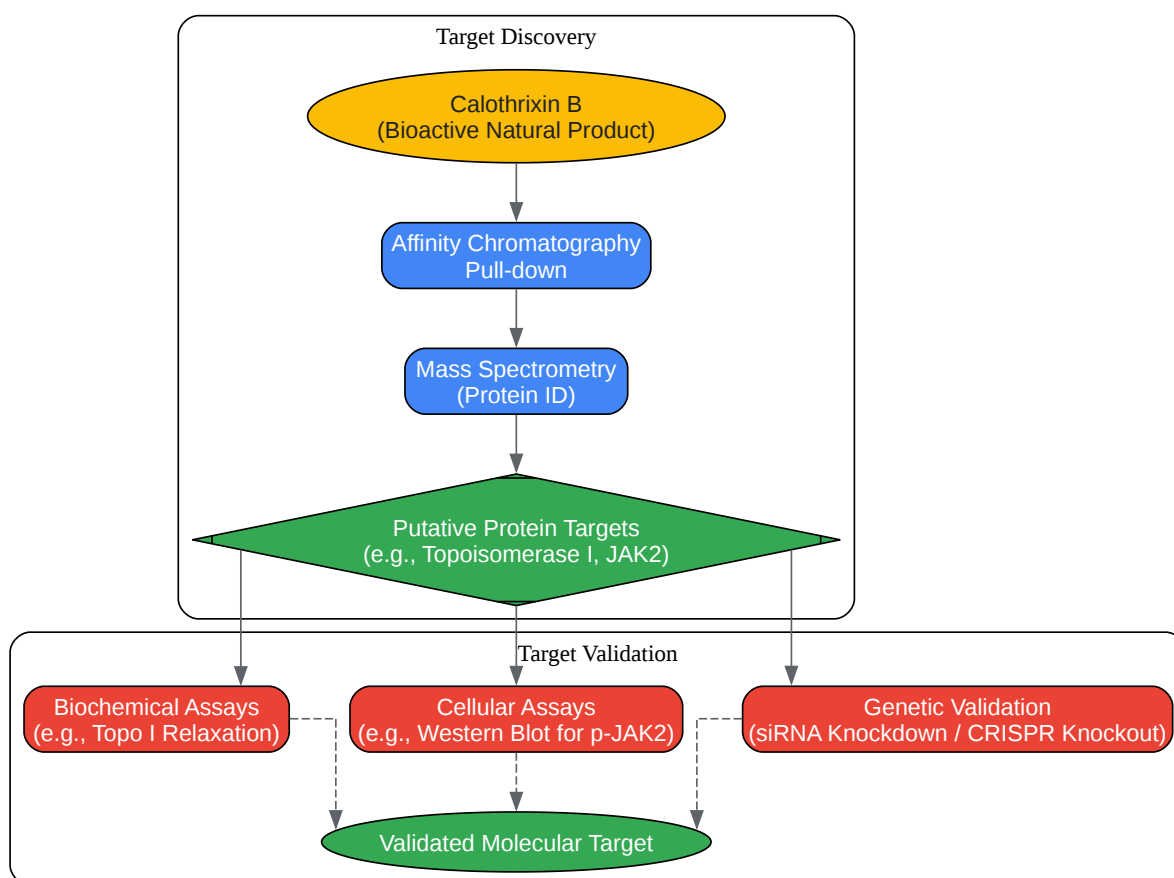 Target Discovery
Calothrixin B
(Bioactive Natural Product)
Affinity Chromatography
Pull-down
Mass Spectrometry
(Protein ID)
Putative Protein Targets
(e.g., Topoisomerase I, JAK2)
Target Validation
Biochemical Assays
(e.g., Topo I Relaxation)
Cellular Assays
(e.g., Western Blot for p-JAK2)
Genetic Validation
(siRNA Knockdown / CRISPR Knockout)
Validated Molecular Target